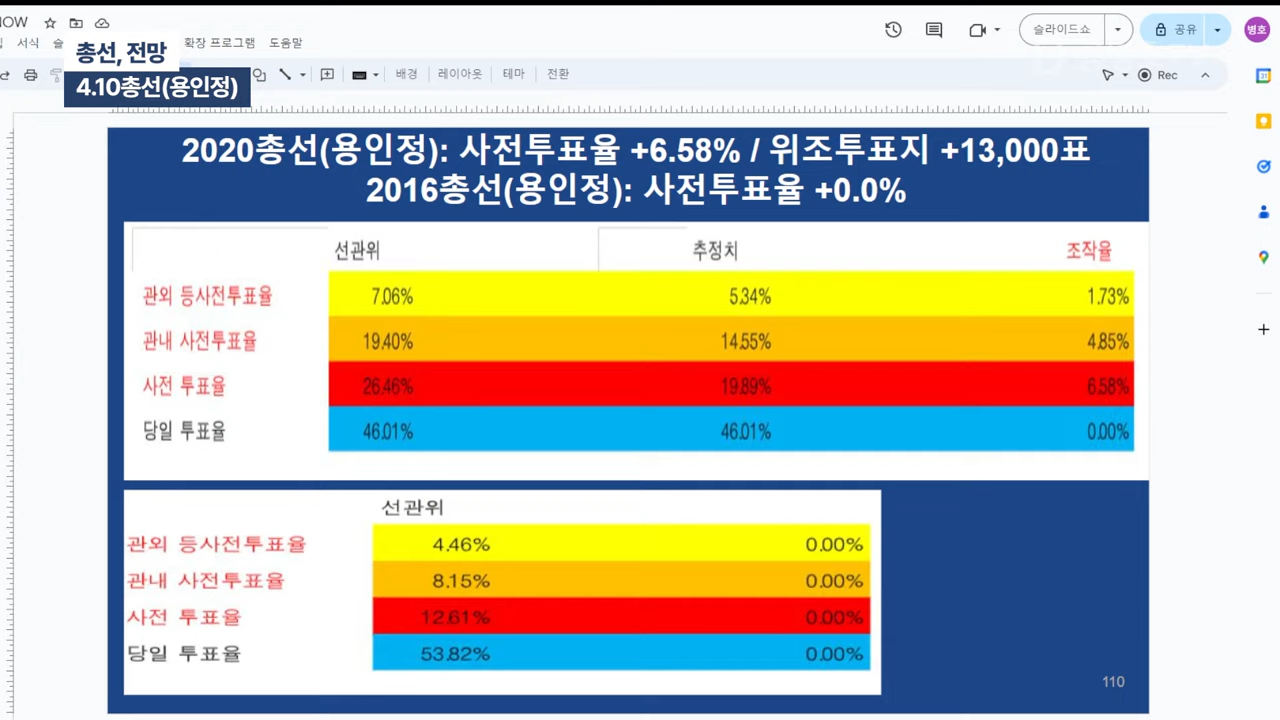 NOW
서식
슬
확장 프로그램
도움말
슬라이드쇼
공유
병호
총선, 전망
4.10총선(용인정)
배경
레이아웃
테마
전환
Rec
31
2020총선(용인정): 사전투표율 +6.58% / 위조투표지 +13,000표
2016총선(용인정): 사전투표율 +0.0%
선관위 추정치 조작율
관외 등사전투표율 7.06% 5.34% 1.73%
관내 사전투표율 19.40% 14.55% 4.85%
사전 투표율 26.46% 19.89% 6.58%
당일 투표율 46.01% 46.01% 0.00%
선관위
관외 등사전투표율 4.46% 0.00%
관내 사전투표율 8.15% 0.00%
사전 투표율 12.61% 0.00%
당일 투표율 53.82% 0.00%
110